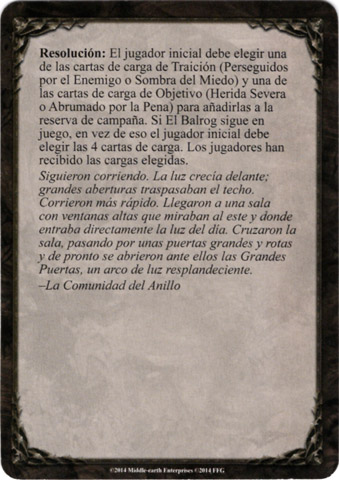 Resolución: El jugador inicial debe elegir una
de las cartas de carga de Traición (Perseguidos
por el Enemigo o Sombra del Miedo) y una de
las cartas de carga de Objetivo (Herida Severa
o Abrumado por la Pena) para añadirlas a la
reserva de campaña. Si El Balrog sigue en
juego, en vez de eso el jugador inicial debe
elegir las 4 cartas de carga. Los jugadores han
recibido las cargas elegidas.
Siguieron corriendo. La luz crecía delante;
grandes aberturas traspasaban el techo.
Corrieron más rápido. Llegaron a una sala
con ventanas altas que miraban al este y donde
entraba directamente la luz del día. Cruzaron la
sala, pasando por unas puertas grandes y rotas
y de pronto se abrieron ante ellos las Grandes
Puertas, un arco de luz resplandeciente.
–La Comunidad del Anillo
©2014 Middle-earth Enterprises ©2014 FFG